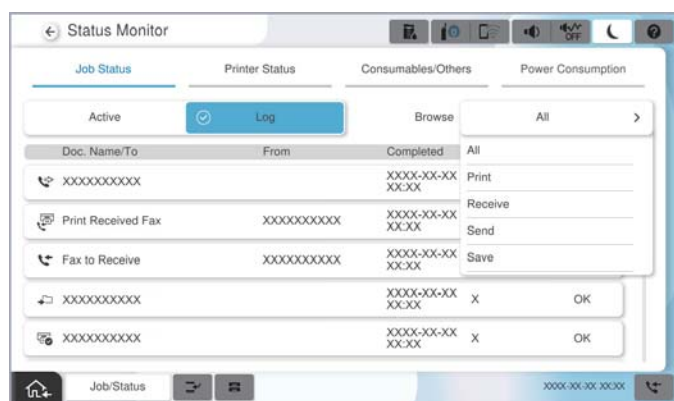 Status Monitor
OFF
Job Status Printer Status Consumables/Others Power Consumption
Active Log Browse All
Doc. Name/To From Completed
All
XXXXXXXXXX XXXX-XX-XX
XX:XX
Print
Receive
Print Received Fax XXXXXXXXXX XXXX-XX-XX
XX:XX
Send
Fax to Receive XXXXXXXXXX XXXX-XX-XX
XX:XX
Save
XXXXXXXXXX XXXX-XX-XX
XX:XX X OK
XXXXXXXXXX XXXX-XX-XX
XX:XX X OK
Job/Status XXXX-XX-XX XX:XX